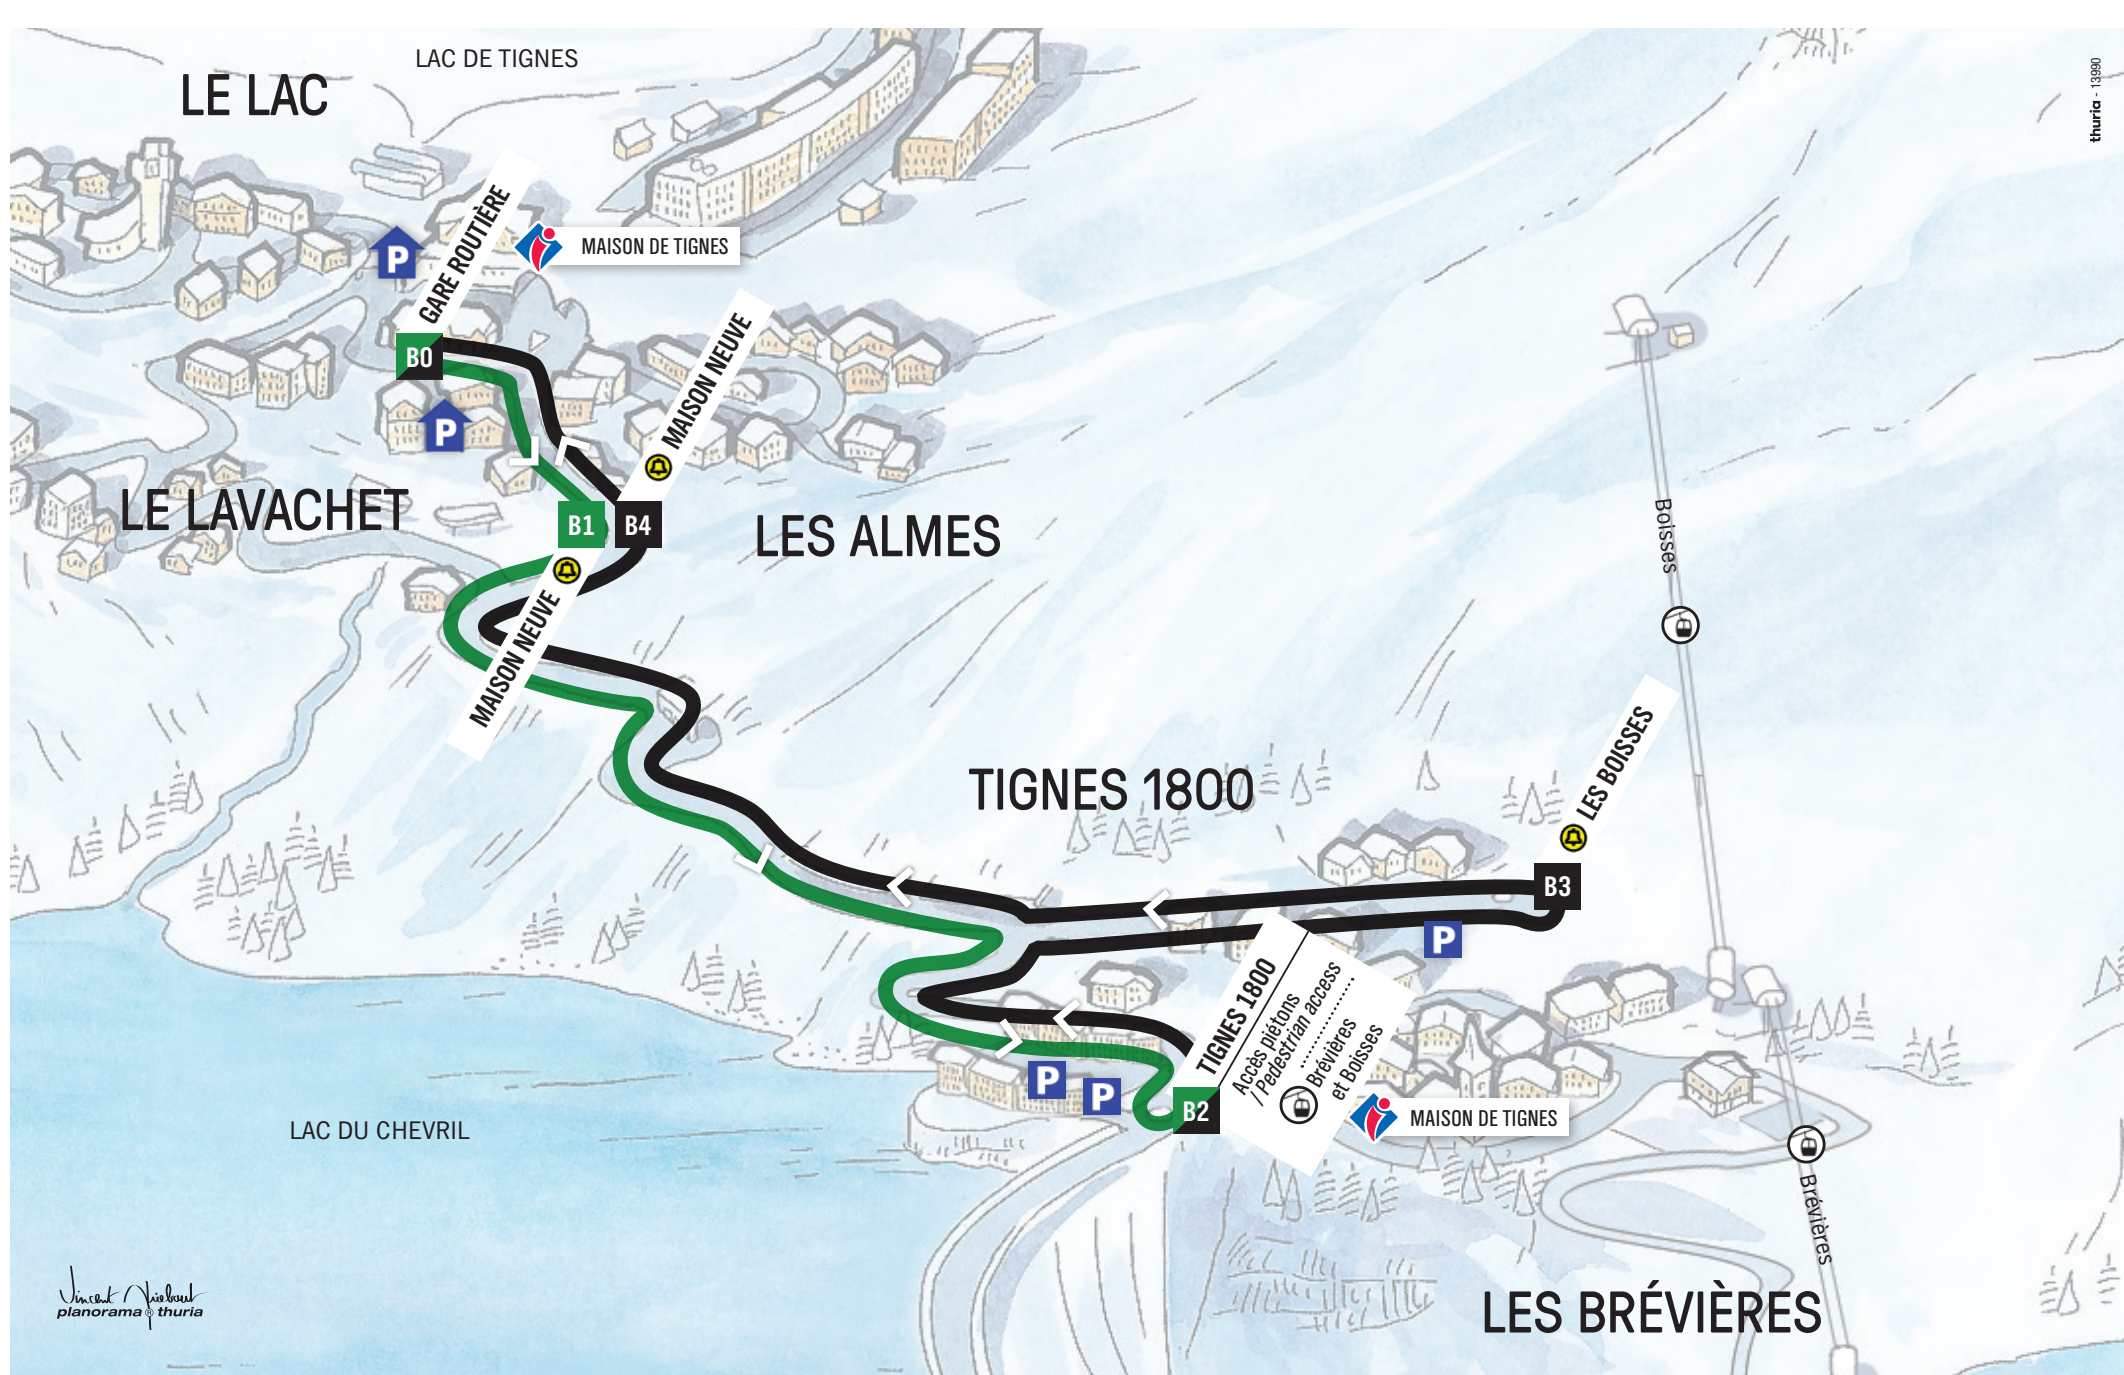 LAC DE TIGNES
LE LAC
thuria - 13990
GARE ROUTIÈRE
P
MAISON DE TIGNES
B0
MAISON NEUVE
P
LE LAVACHET
B1
B4
LES ALMES
Boisses
MAISON NEUVE
TIGNES 1800
LES BOISSES
B3
P
TIGNES 1800
Accès piétons
/ Pedestrian access
Brévières
et Boisses
P
P
B2
MAISON DE TIGNES
LAC DU CHEVRIL
Brévières
LES BRÉVIÈRES
Vincent Thiebaut
planorama ® thuria